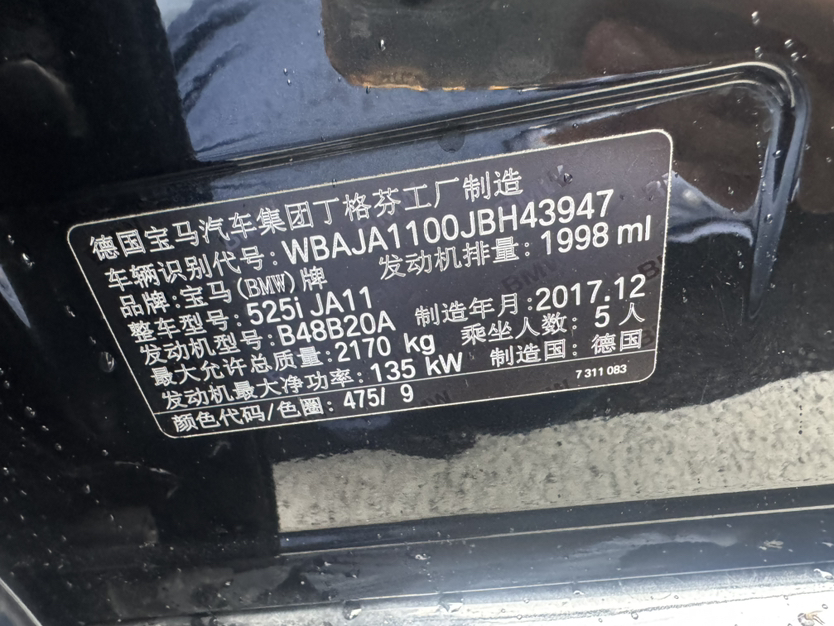 德国宝马汽车集团丁格芬工厂制造
车辆识别代号: WBAJA1100JBH43947
品牌: 宝马(BMW)牌 发动机排量: 1998 ml
整车型号: 525i JA11
发动机型号: B48B20A 制造年月: 2017.12
最大允许总质量: 2170 kg 乘坐人数: 5 人
发动机最大净功率: 135 kW 制造国: 德国
颜色代码/色圈: 475/ 9
7 311 083